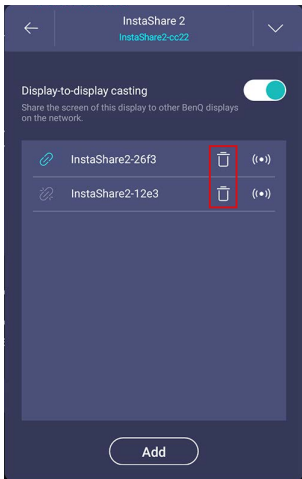 InstaShare 2
InstaShare2-cc22
Display-to-display casting
Share the screen of this display to other BenQ displays
on the network.
InstaShare2-26f3
InstaShare2-12e3
Add